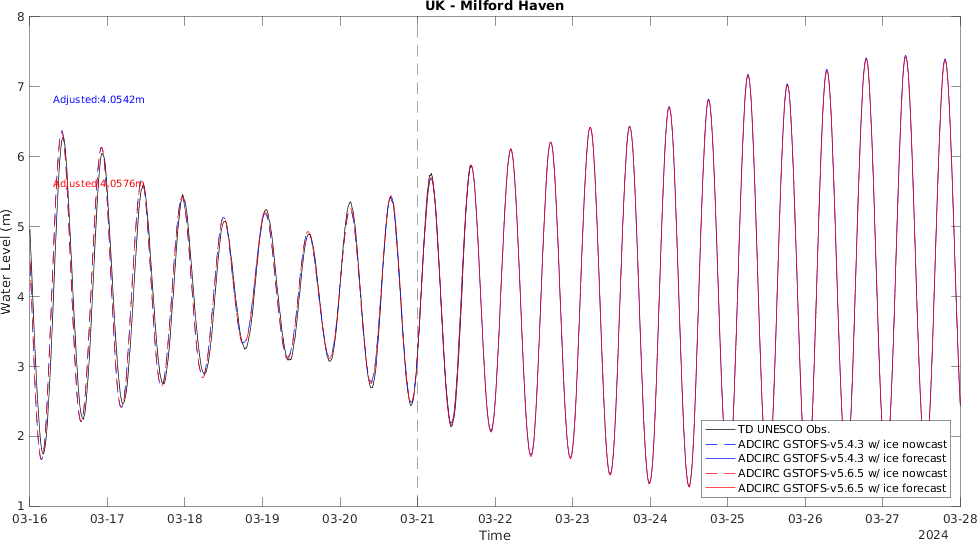 UK - Milford Haven
8
7
6
5
4
3
2
1
Water Level (m)
Adjusted:4.0542m
Adjusted:4.0576m
TD UNESCO Obs.
ADCIRC GSTOFS-v5.4.3 w/ ice nowcast
ADCIRC GSTOFS-v5.4.3 w/ ice forecast
ADCIRC GSTOFS-v5.6.5 w/ ice nowcast
ADCIRC GSTOFS-v5.6.5 w/ ice forecast
03-16 03-17 03-18 03-19 03-20 03-21 03-22 03-23 03-24 03-25 03-26 03-27 03-28
Time
2024